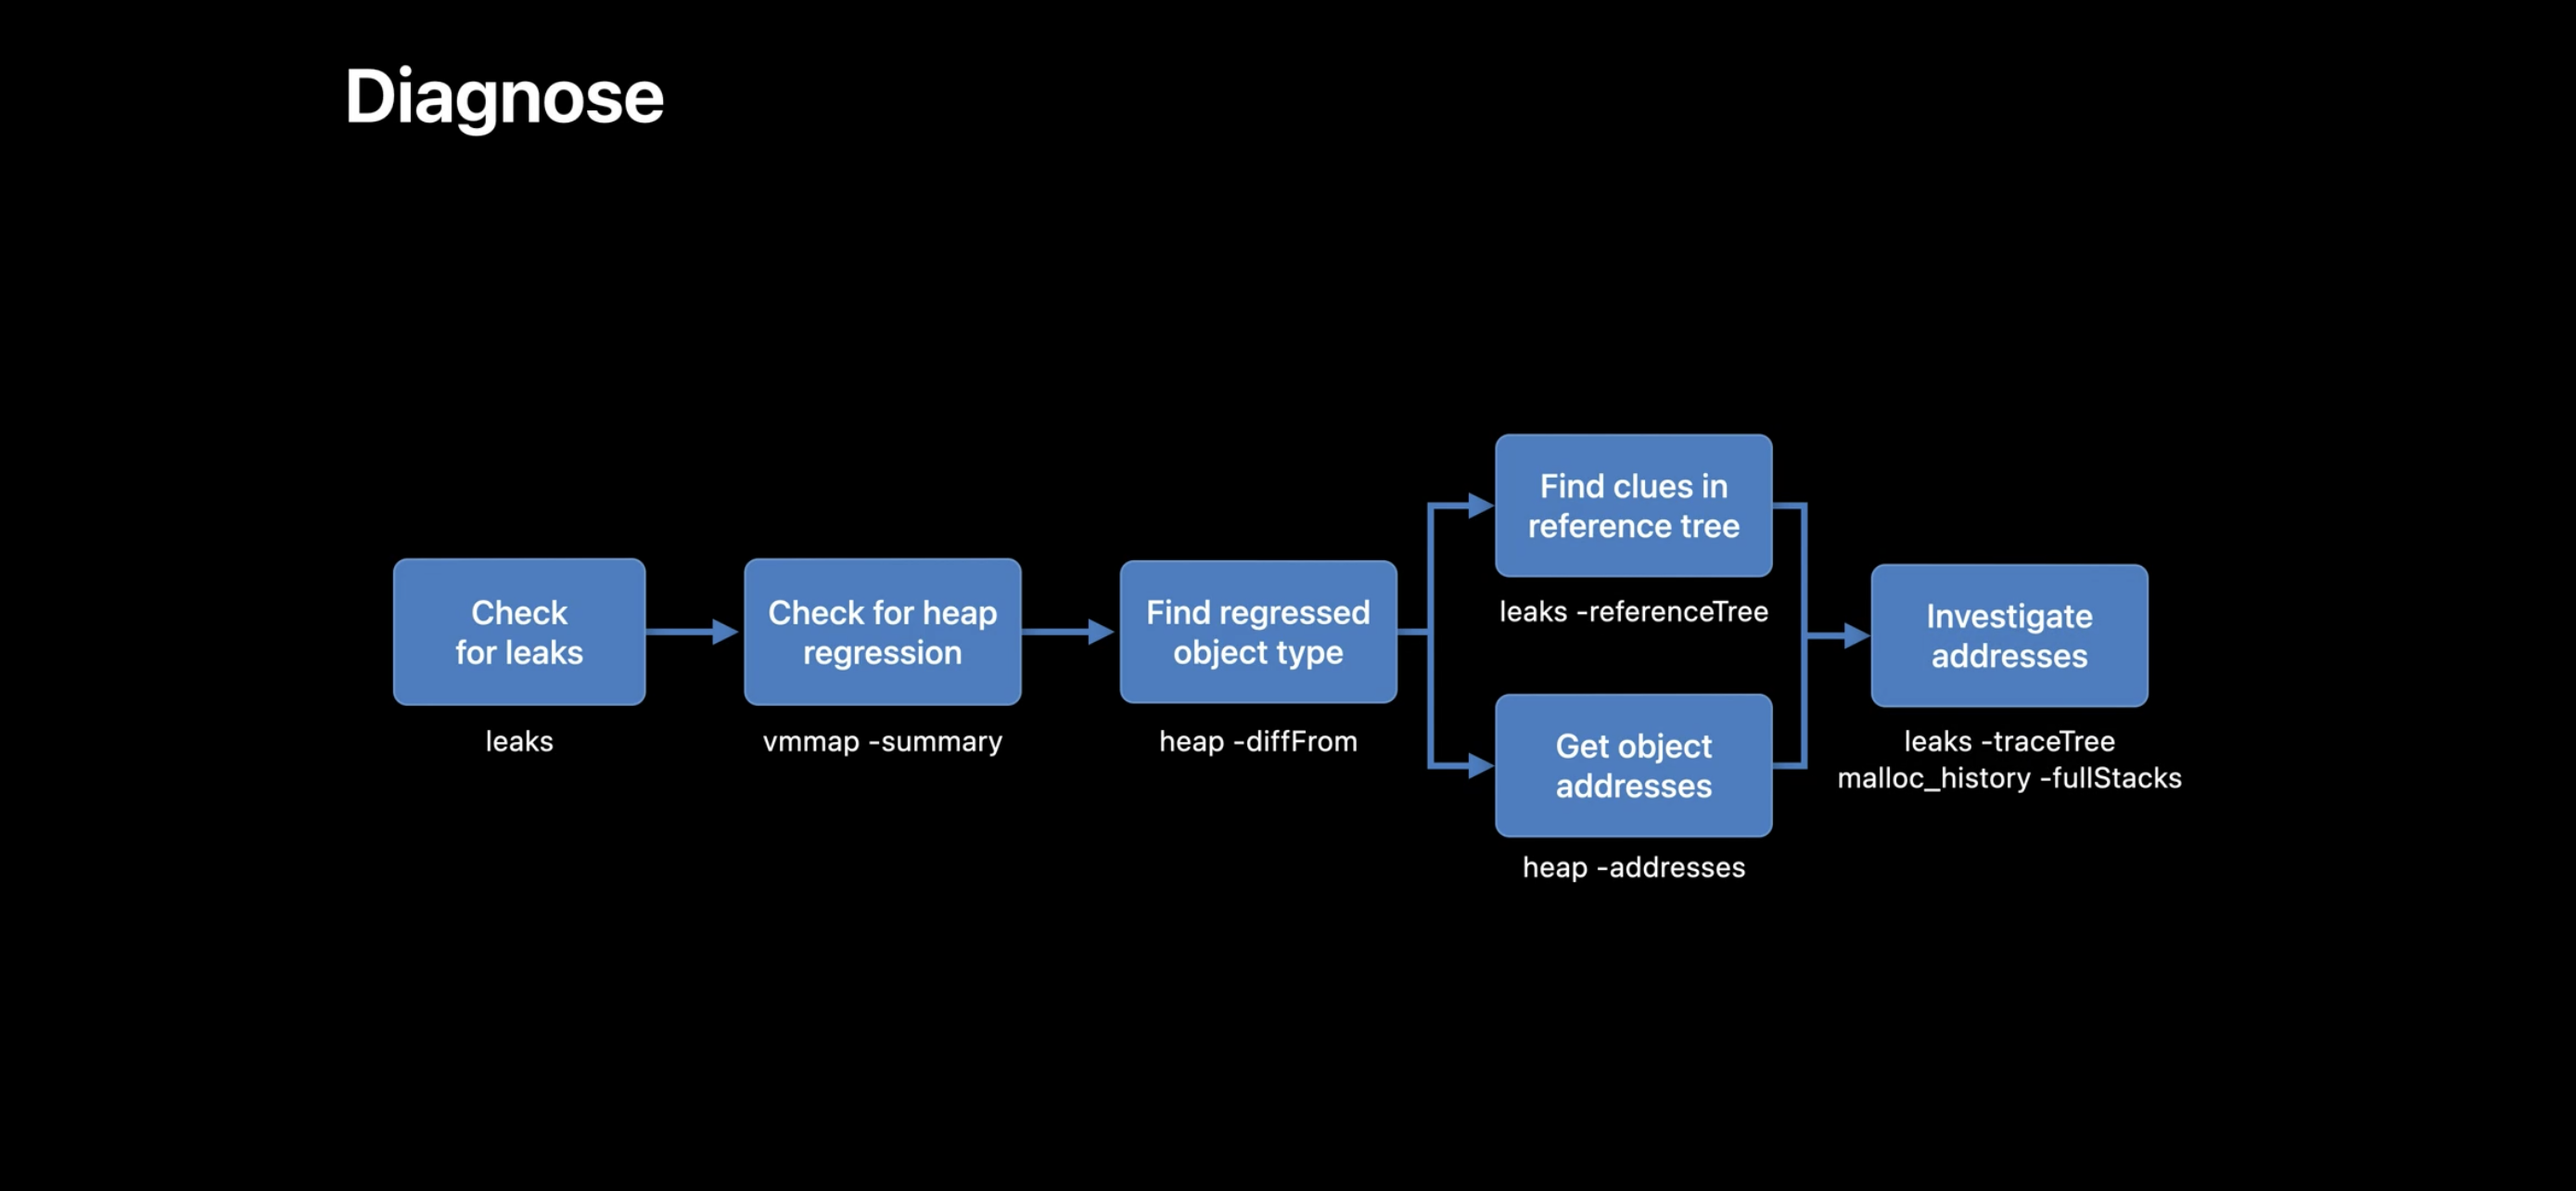 Diagnose
Check
for leaks
leaks
Check for heap
regression
vmmap -summary
Find regressed
object type
heap -diffFrom
Find clues in
reference tree
leaks -referenceTree
Get object
addresses
heap -addresses
Investigate
addresses
leaks -traceTree
malloc_history -fullStacks